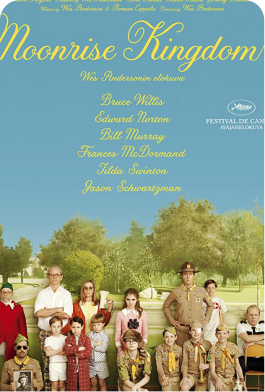 Moonrise Kingdom
Written by Wes Anderson & Roman Coppola Directed by Wes Anderson
Wes Andersonin elokuva
Bruce Willis
Edward Norton
Bill Murray
Frances McDormand
Tilda Swinton
Jason Schwartzman
FESTIVAL DE CAN
AVAJAISELOKUVA